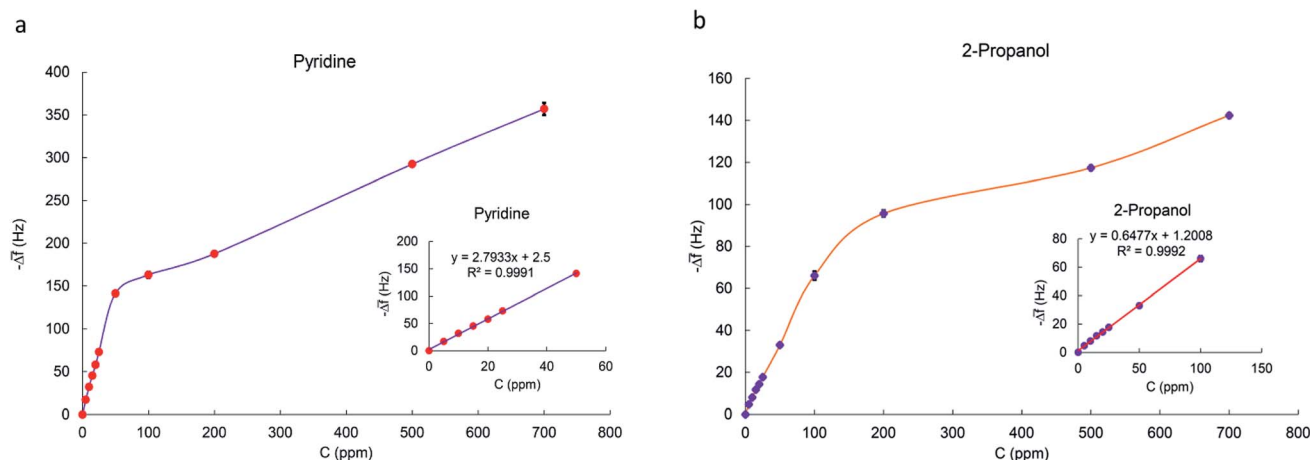 a
Pyridine
400
350
300
250
200
150
100
50
0
-Δf̅ (Hz)
0 100 200 300 400 500 600 700 800
C (ppm)
Pyridine
y = 2.7933x + 2.5
R² = 0.9991
200
150
100
50
0
-Δf̅ (Hz)
0 20 40 60
C (ppm)
b
2-Propanol
160
140
120
100
80
60
40
20
0
-Δf̅ (Hz)
0 100 200 300 400 500 600 700 800
C (ppm)
2-Propanol
y = 0.6477x + 1.2008
R² = 0.9992
80
60
40
20
0
-Δf̅ (Hz)
0 50 100 150
C (ppm)